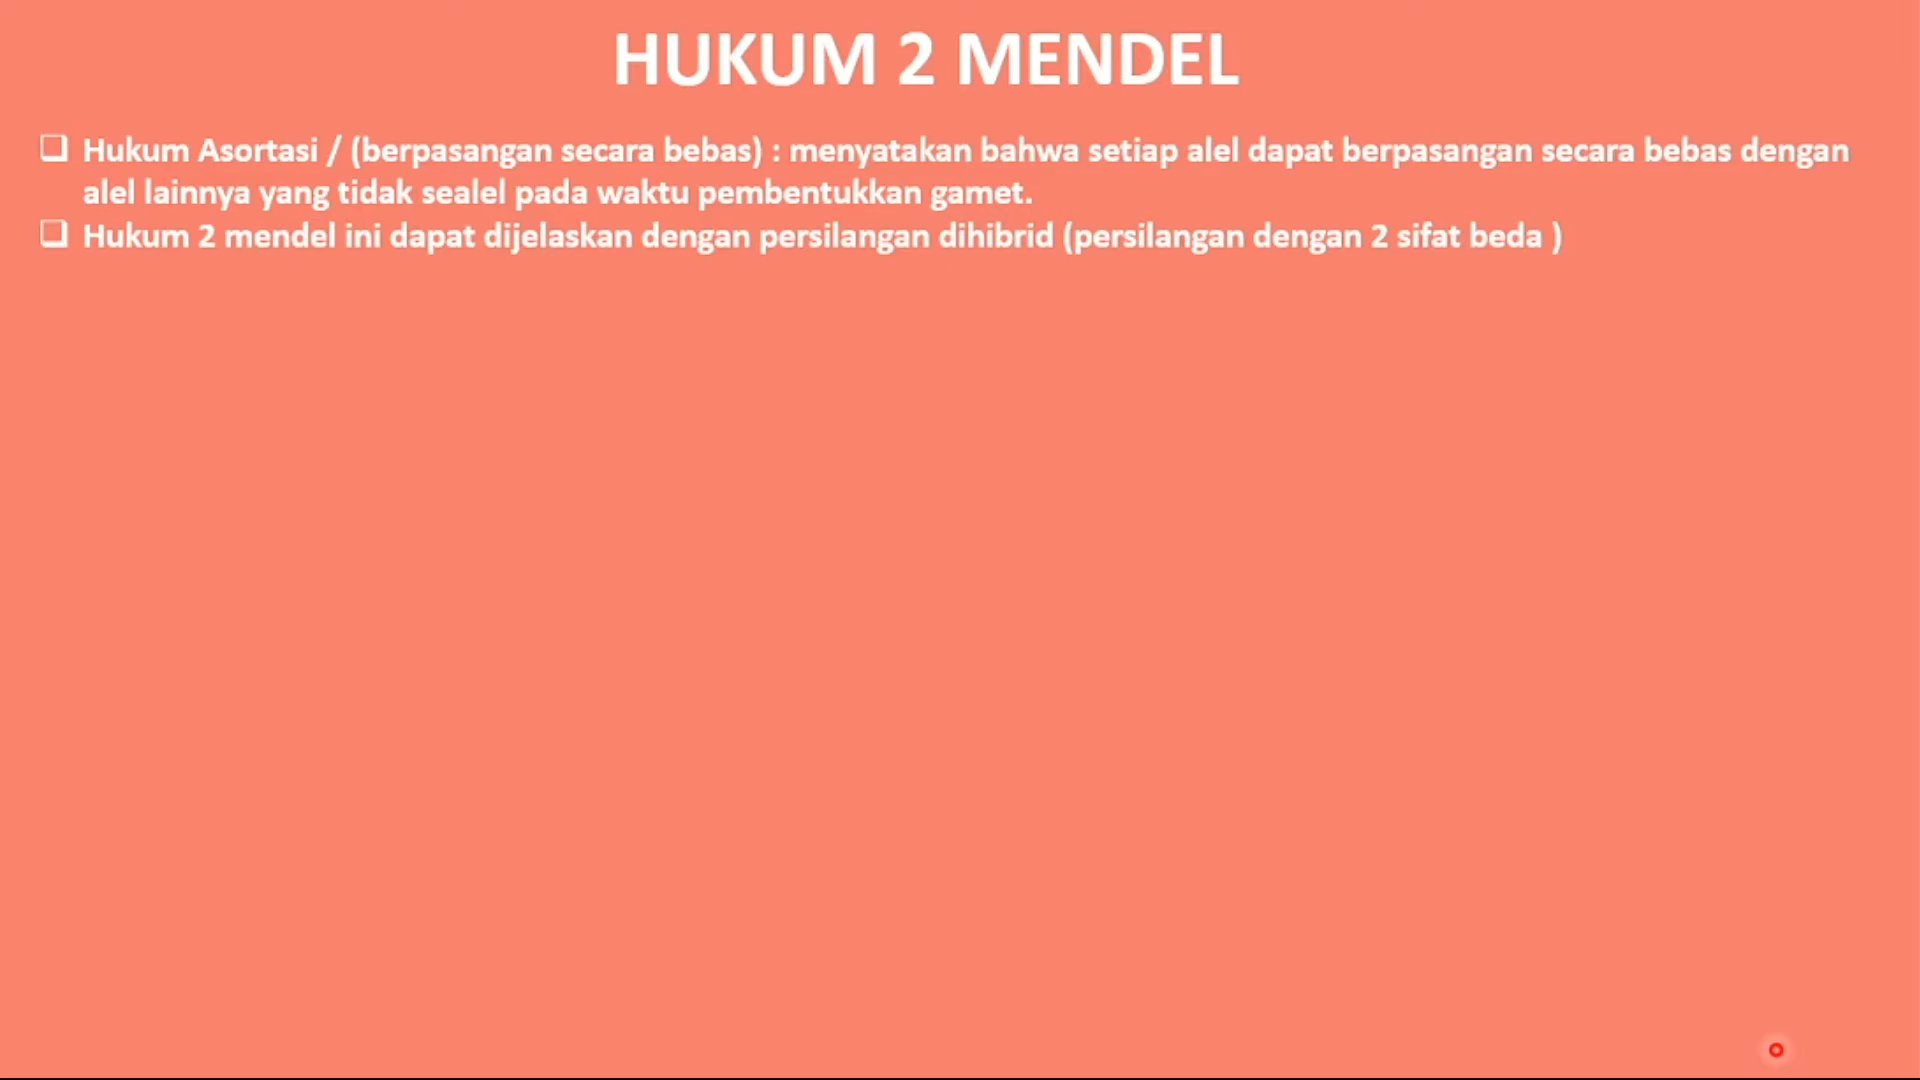 HUKUM 2 MENDEL
❑ Hukum Asortasi / (berpasangan secara bebas) : menyatakan bahwa setiap alel dapat berpasangan secara bebas dengan
alel lainnya yang tidak sealel pada waktu pembentukkan gamet.
❑ Hukum 2 mendel ini dapat dijelaskan dengan persilangan dihibrid (persilangan dengan 2 sifat beda )